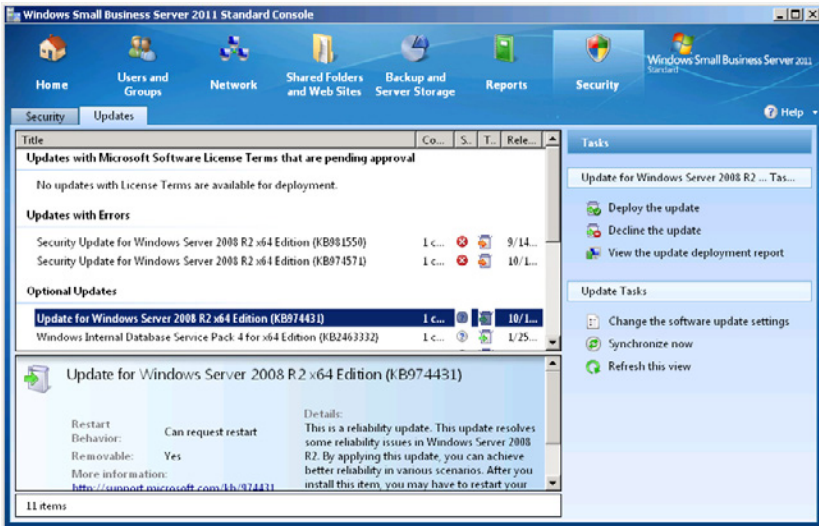 Windows Small Business Server 2011 Standard Console
Home
Users and Groups
Network
Shared Folders and Web Sites
Backup and Server Storage
Reports
Security
Windows Small Business Server 2011
Standard
Security
Updates
Help
Title Co... S.. T.. Rele...
Updates with Microsoft Software License Terms that are pending approval
No updates with License Terms are available for deployment.
Updates with Errors
Security Update for Windows Server 2008 R2 x64 Edition (KB981550) 1 c... 9/14...
Security Update for Windows Server 2008 R2 x64 Edition (KB974571) 1 c... 10/1...
Optional Updates
Update for Windows Server 2008 R2 x64 Edition (KB974431) 1 c... 10/1...
Windows Internal Database Service Pack 4 for x64 Edition (KB2463332) 1 c... 1/25...
Update for Windows Server 2008 R2 x64 Edition (KB974431)
Restart Behavior: Can request restart
Removable: Yes
More information:
http://support.microsoft.com/kb/974431
Details:
This is a reliability update. This update resolves
some reliability issues in Windows Server 2008
R2. By applying this update, you can achieve
better reliability in various scenarios. After you
install this item, you may have to restart your
11 items
Tasks
Update for Windows Server 2008 R2 ... Tas...
Deploy the update
Decline the update
View the update deployment report
Update Tasks
Change the software update settings
Synchronize now
Refresh this view